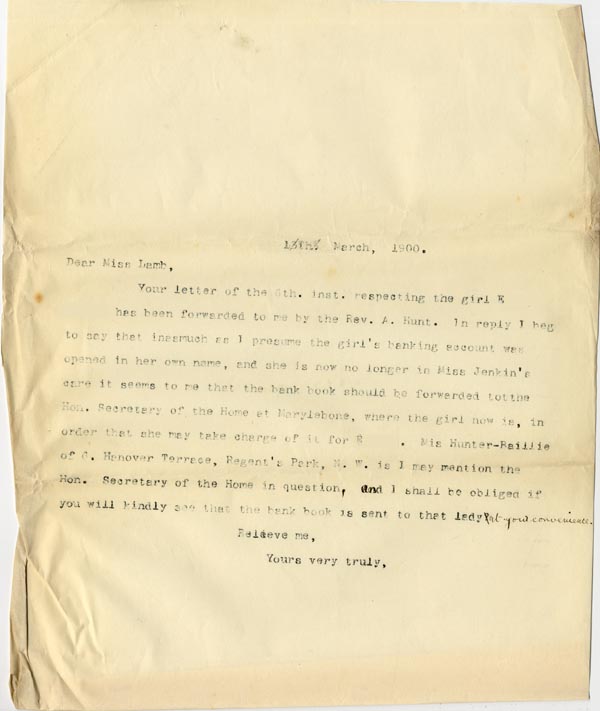 March, 1900.
Dear Miss Lamb,
Your letter of the 6th. inst. respecting the girl E
has been forwarded to me by the Rev. A. Hunt. In reply I beg
to say that inasmuch as I presume the girl's banking account was
opened in her own name, and she is now no longer in Miss Jenkin's
care it seems to me that the bank book should be forwarded totthe
Hon. Secretary of the Home at Marylebone, where the girl now is, in
order that she may take charge of it for E . Mis Hunter-Baillie
of C. Hanover Terrace, Regent's Park, N. W. is I may mention the
Hon. Secretary of the Home in question, and I shall be obliged if
you will kindly see that the bank book is sent to that lady at your convenience.
Believe me,
Yours very truly,